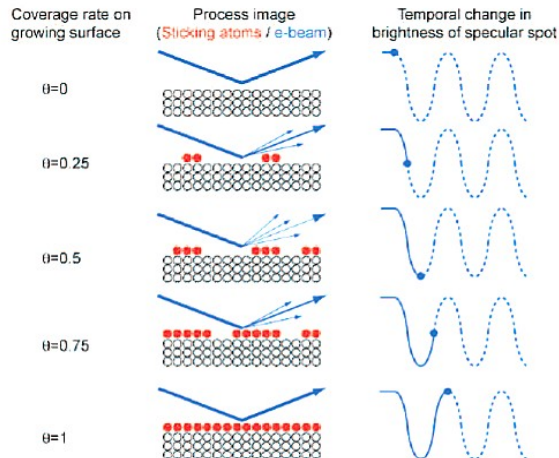 Coverage rate on
growing surface
Process image
(Sticking atoms / e-beam)
Temporal change in
brightness of specular spot
θ=0
θ=0.25
θ=0.5
θ=0.75
θ=1